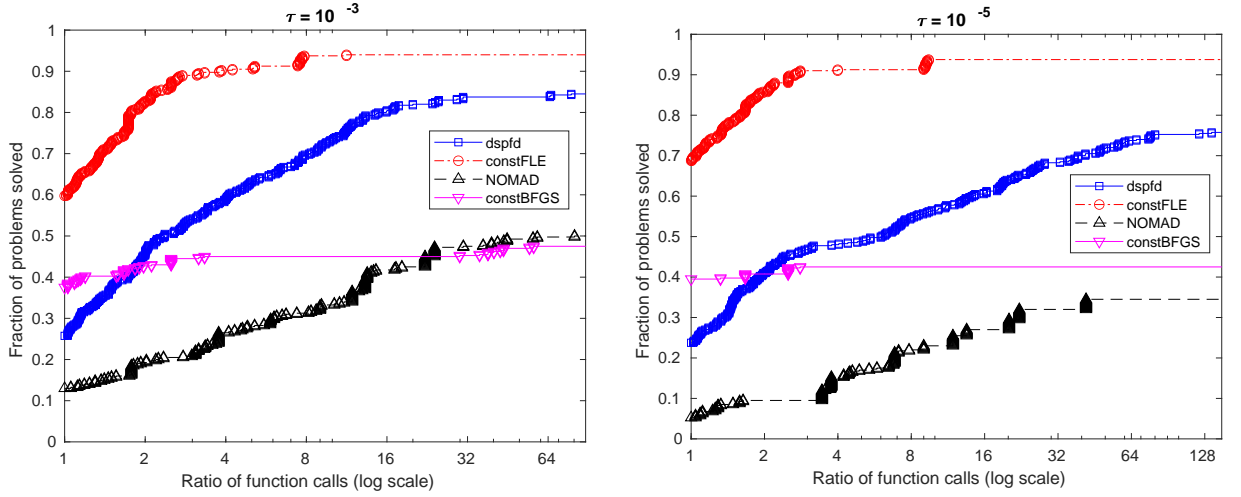 τ = 10 ⁻³
Fraction of problems solved
1
0.9
0.8
0.7
0.6
0.5
0.4
0.3
0.2
0.1
0
dspfd
constFLE
NOMAD
constBFGS
1 2 4 8 16 32 64
Ratio of function calls (log scale)
τ = 10 ⁻⁵
Fraction of problems solved
1
0.9
0.8
0.7
0.6
0.5
0.4
0.3
0.2
0.1
0
dspfd
constFLE
NOMAD
constBFGS
1 2 4 8 16 32 64 128
Ratio of function calls (log scale)